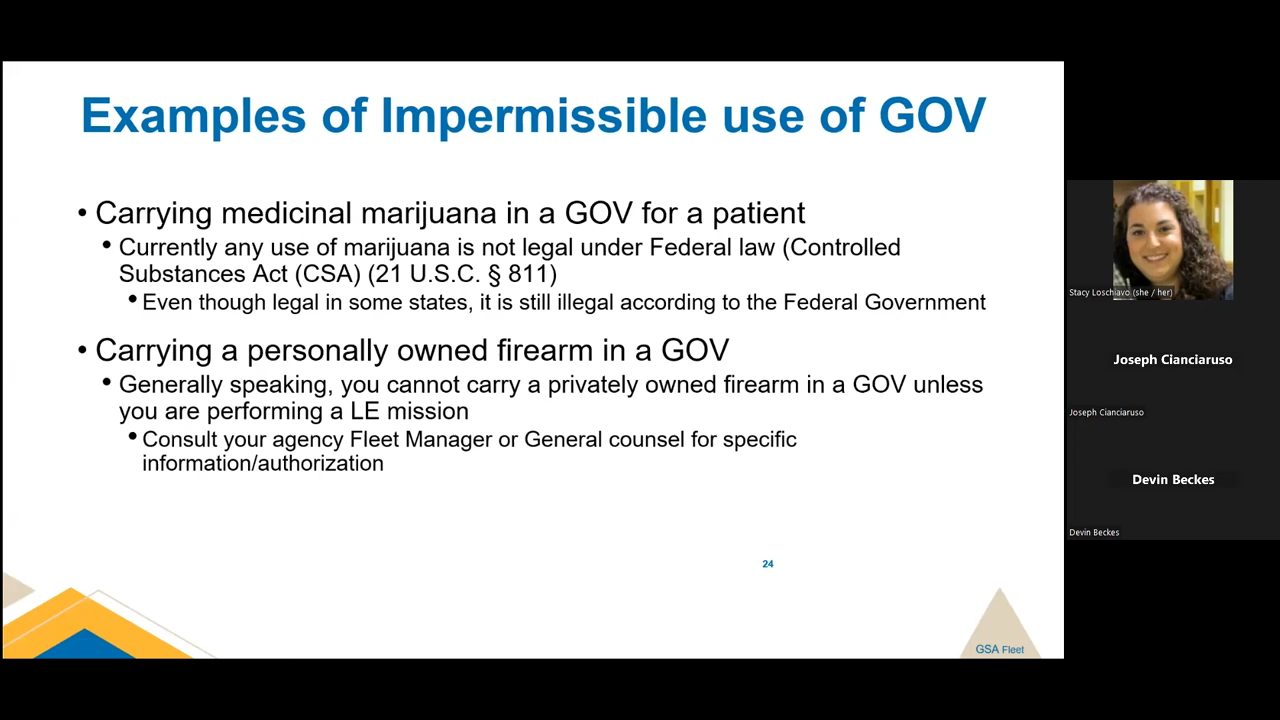 Examples of Impermissible use of GOV
• Carrying medicinal marijuana in a GOV for a patient
• Currently any use of marijuana is not legal under Federal law (Controlled
Substances Act (CSA) (21 U.S.C. § 811)
• Even though legal in some states, it is still illegal according to the Federal Government
• Carrying a personally owned firearm in a GOV
• Generally speaking, you cannot carry a privately owned firearm in a GOV unless
you are performing a LE mission
• Consult your agency Fleet Manager or General counsel for specific
information/authorization
24
GSA Fleet
Stacy Loschiavo (she / her)
Joseph Cianciaruso
Joseph Cianciaruso
Devin Beckes
Devin Beckes